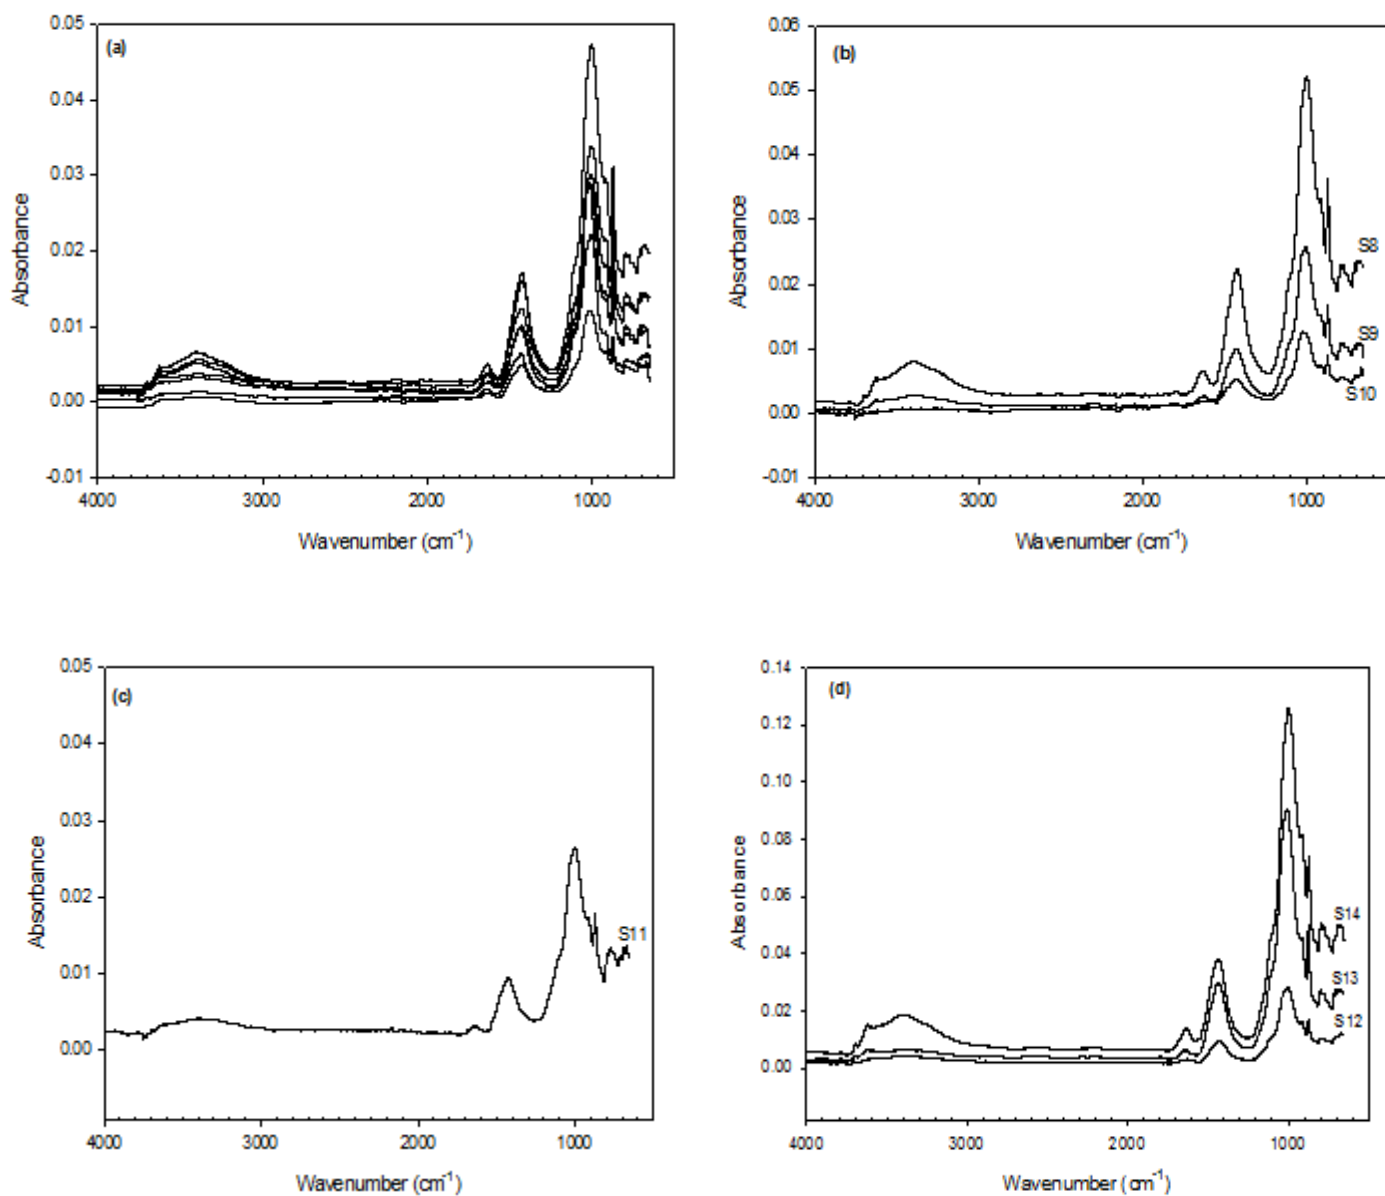 (a)
0.05
0.04
0.03
0.02
0.01
0.00
-0.01
Absorbance
4000 3000 2000 1000
Wavenumber (cm-1)
(b)
0.06
0.05
0.04
0.03
0.02
0.01
0.00
-0.01
Absorbance
S8
S9
S10
4000 3000 2000 1000
Wavenumber (cm-1)
(c)
0.05
0.04
0.03
0.02
0.01
0.00
Absorbance
S11
4000 3000 2000 1000
Wavenumber (cm-1)
(d)
0.14
0.12
0.10
0.08
0.06
0.04
0.02
0.00
Absorbance
S14
S13
S12
4000 3000 2000 1000
Wavenumber (cm-1)